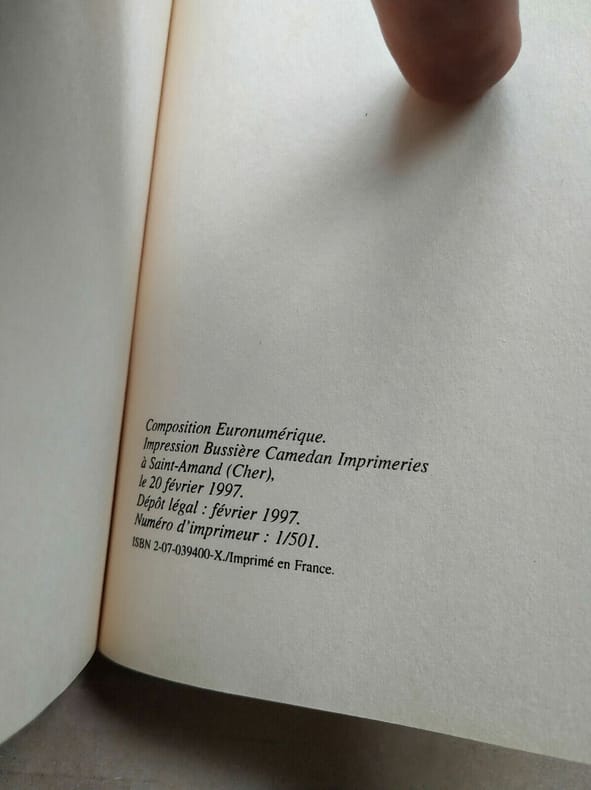 Composition Euronumérique.
Impression Bussière Camedan Imprimeries
à Saint-Amand (Cher),
le 20 février 1997.
Dépôt légal : février 1997.
Numéro d'imprimeur : 1/501.
ISBN 2-07-039400-X./Imprimé en France.